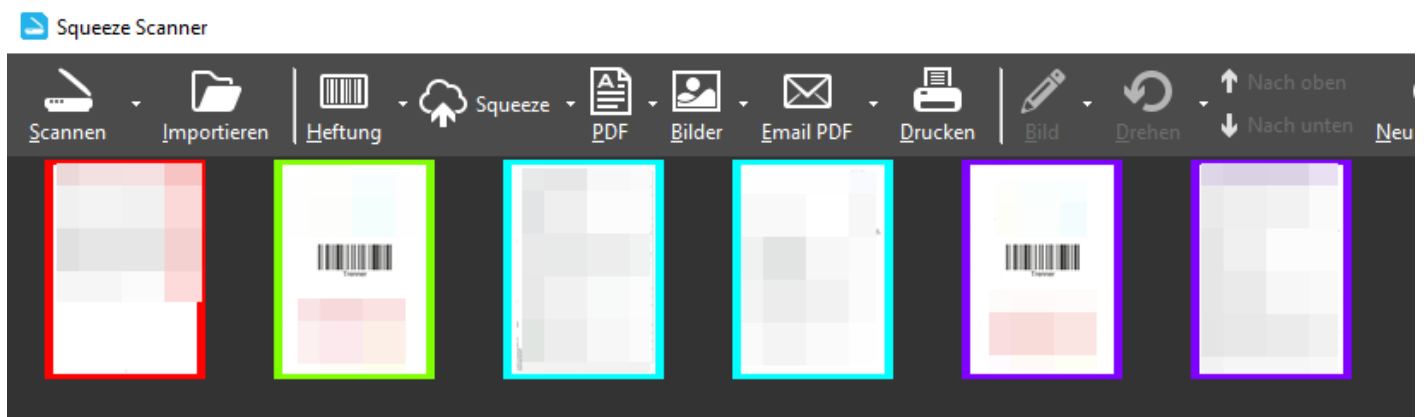 Squeeze Scanner
Scannen
Importieren
Heftung
Squeeze
PDF
Bilder
Email PDF
Drucken
Bild
Drehen
Nach oben
Nach unten
Neu
Trenner
Trenner